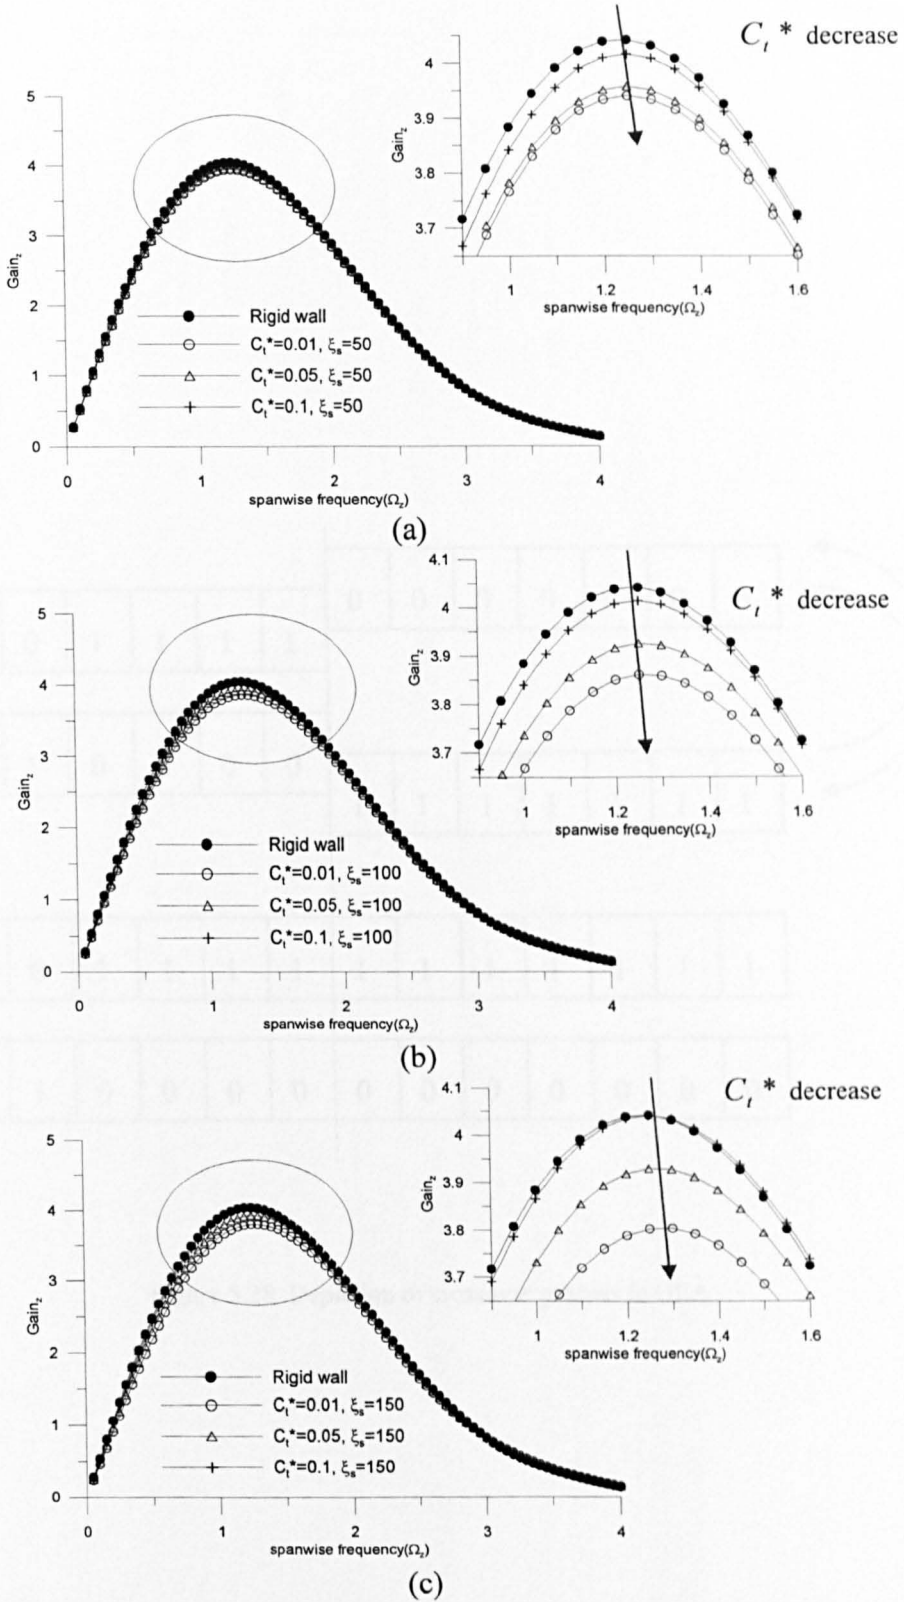 C_t* decrease
4
3.9
3.8
3.7
Gain_z
1
1.2
1.4
1.6
spanwise frequency(Ω_z)
5
4
3
2
1
0
Gain_z
Rigid wall
C_t*=0.01, ξ_s=50
C_t*=0.05, ξ_s=50
C_t*=0.1, ξ_s=50
0
1
2
3
4
spanwise frequency(Ω_z)
(a)
C_t* decrease
4.1
4
3.9
3.8
3.7
Gain_z
1
1.2
1.4
1.6
spanwise frequency(Ω_z)
5
4
3
2
1
0
Gain_z
Rigid wall
C_t*=0.01, ξ_s=100
C_t*=0.05, ξ_s=100
C_t*=0.1, ξ_s=100
0
1
2
3
4
spanwise frequency(Ω_z)
(b)
C_t* decrease
4.1
4
3.9
3.8
3.7
Gain_z
1
1.2
1.4
1.6
spanwise frequency(Ω_z)
5
4
3
2
1
0
Gain_z
Rigid wall
C_t*=0.01, ξ_s=150
C_t*=0.05, ξ_s=150
C_t*=0.1, ξ_s=150
0
1
2
3
4
spanwise frequency(Ω_z)
(c)